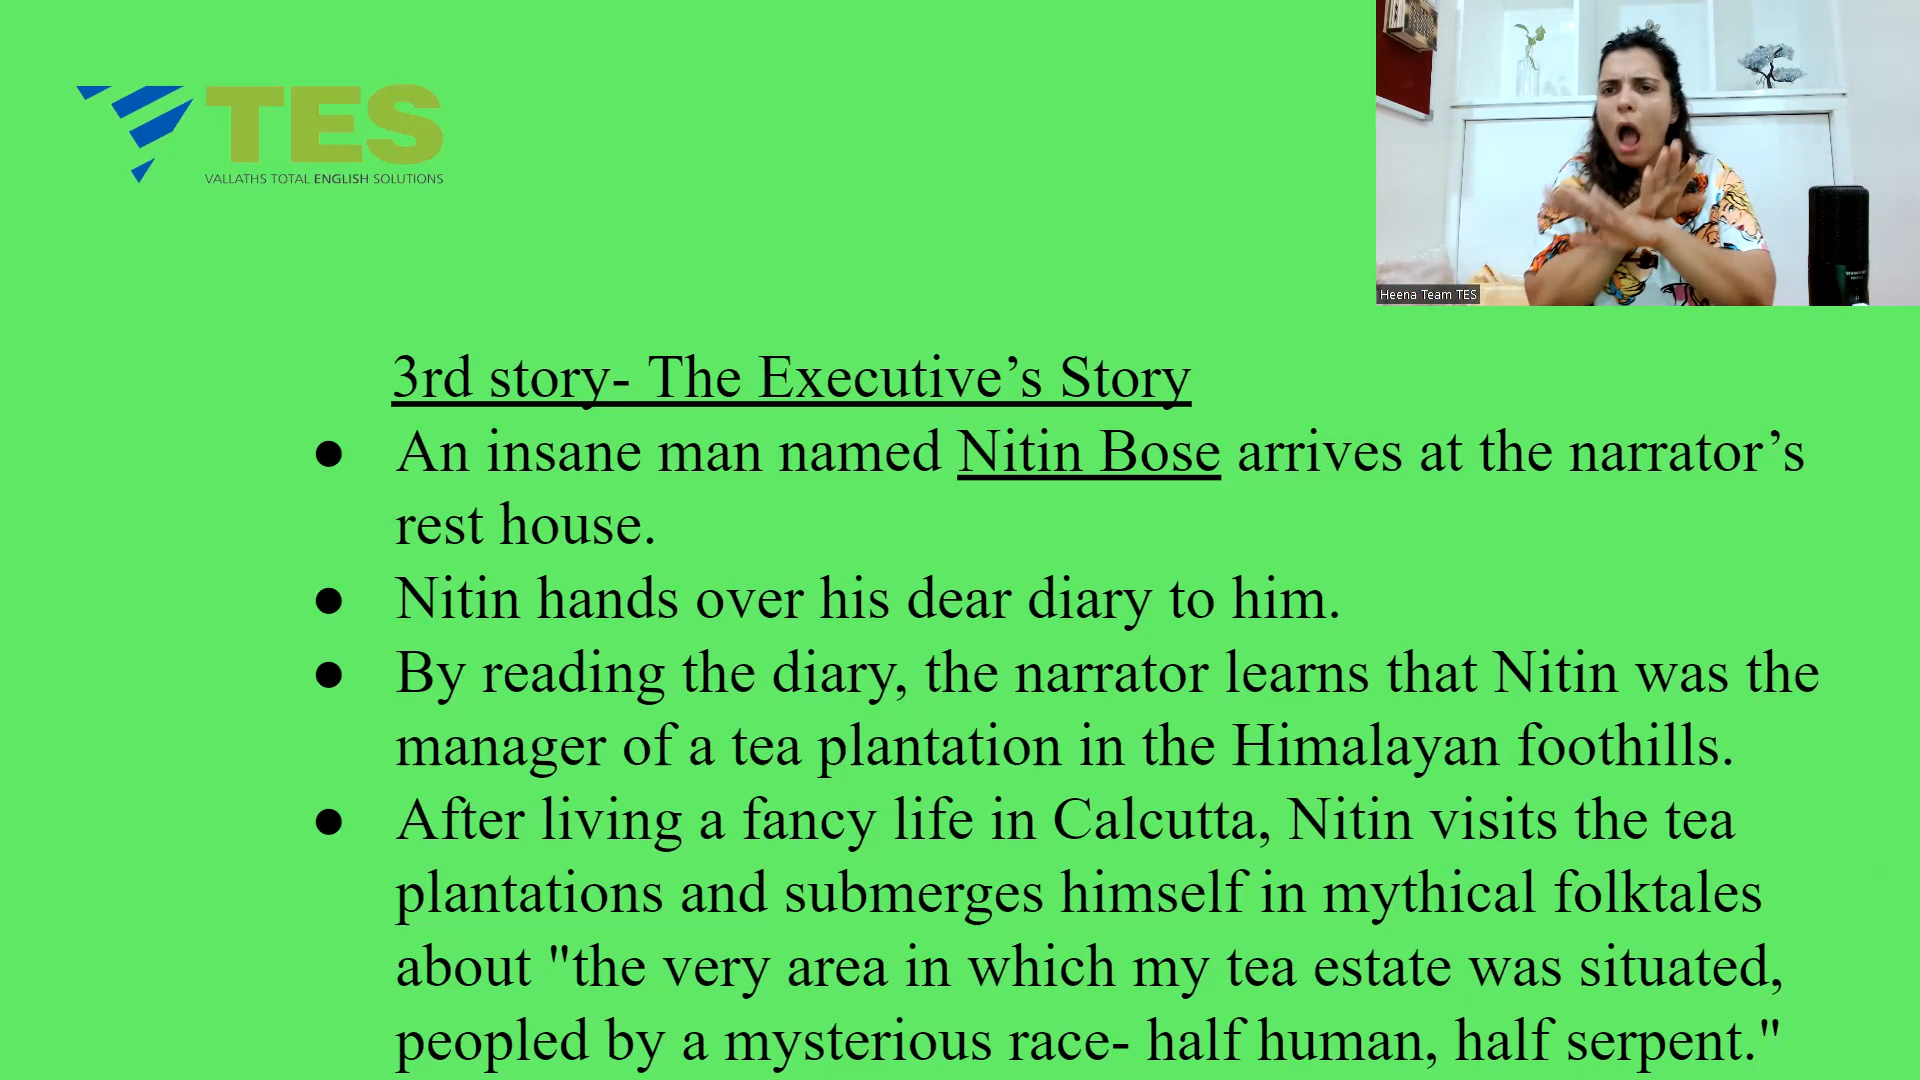 TES
VALLATHS TOTAL ENGLISH SOLUTIONS
Heena Team TES
3rd story- The Executive’s Story
● An insane man named Nitin Bose arrives at the narrator’s
rest house.
● Nitin hands over his dear diary to him.
● By reading the diary, the narrator learns that Nitin was the
manager of a tea plantation in the Himalayan foothills.
● After living a fancy life in Calcutta, Nitin visits the tea
plantations and submerges himself in mythical folktales
about "the very area in which my tea estate was situated,
peopled by a mysterious race- half human, half serpent."